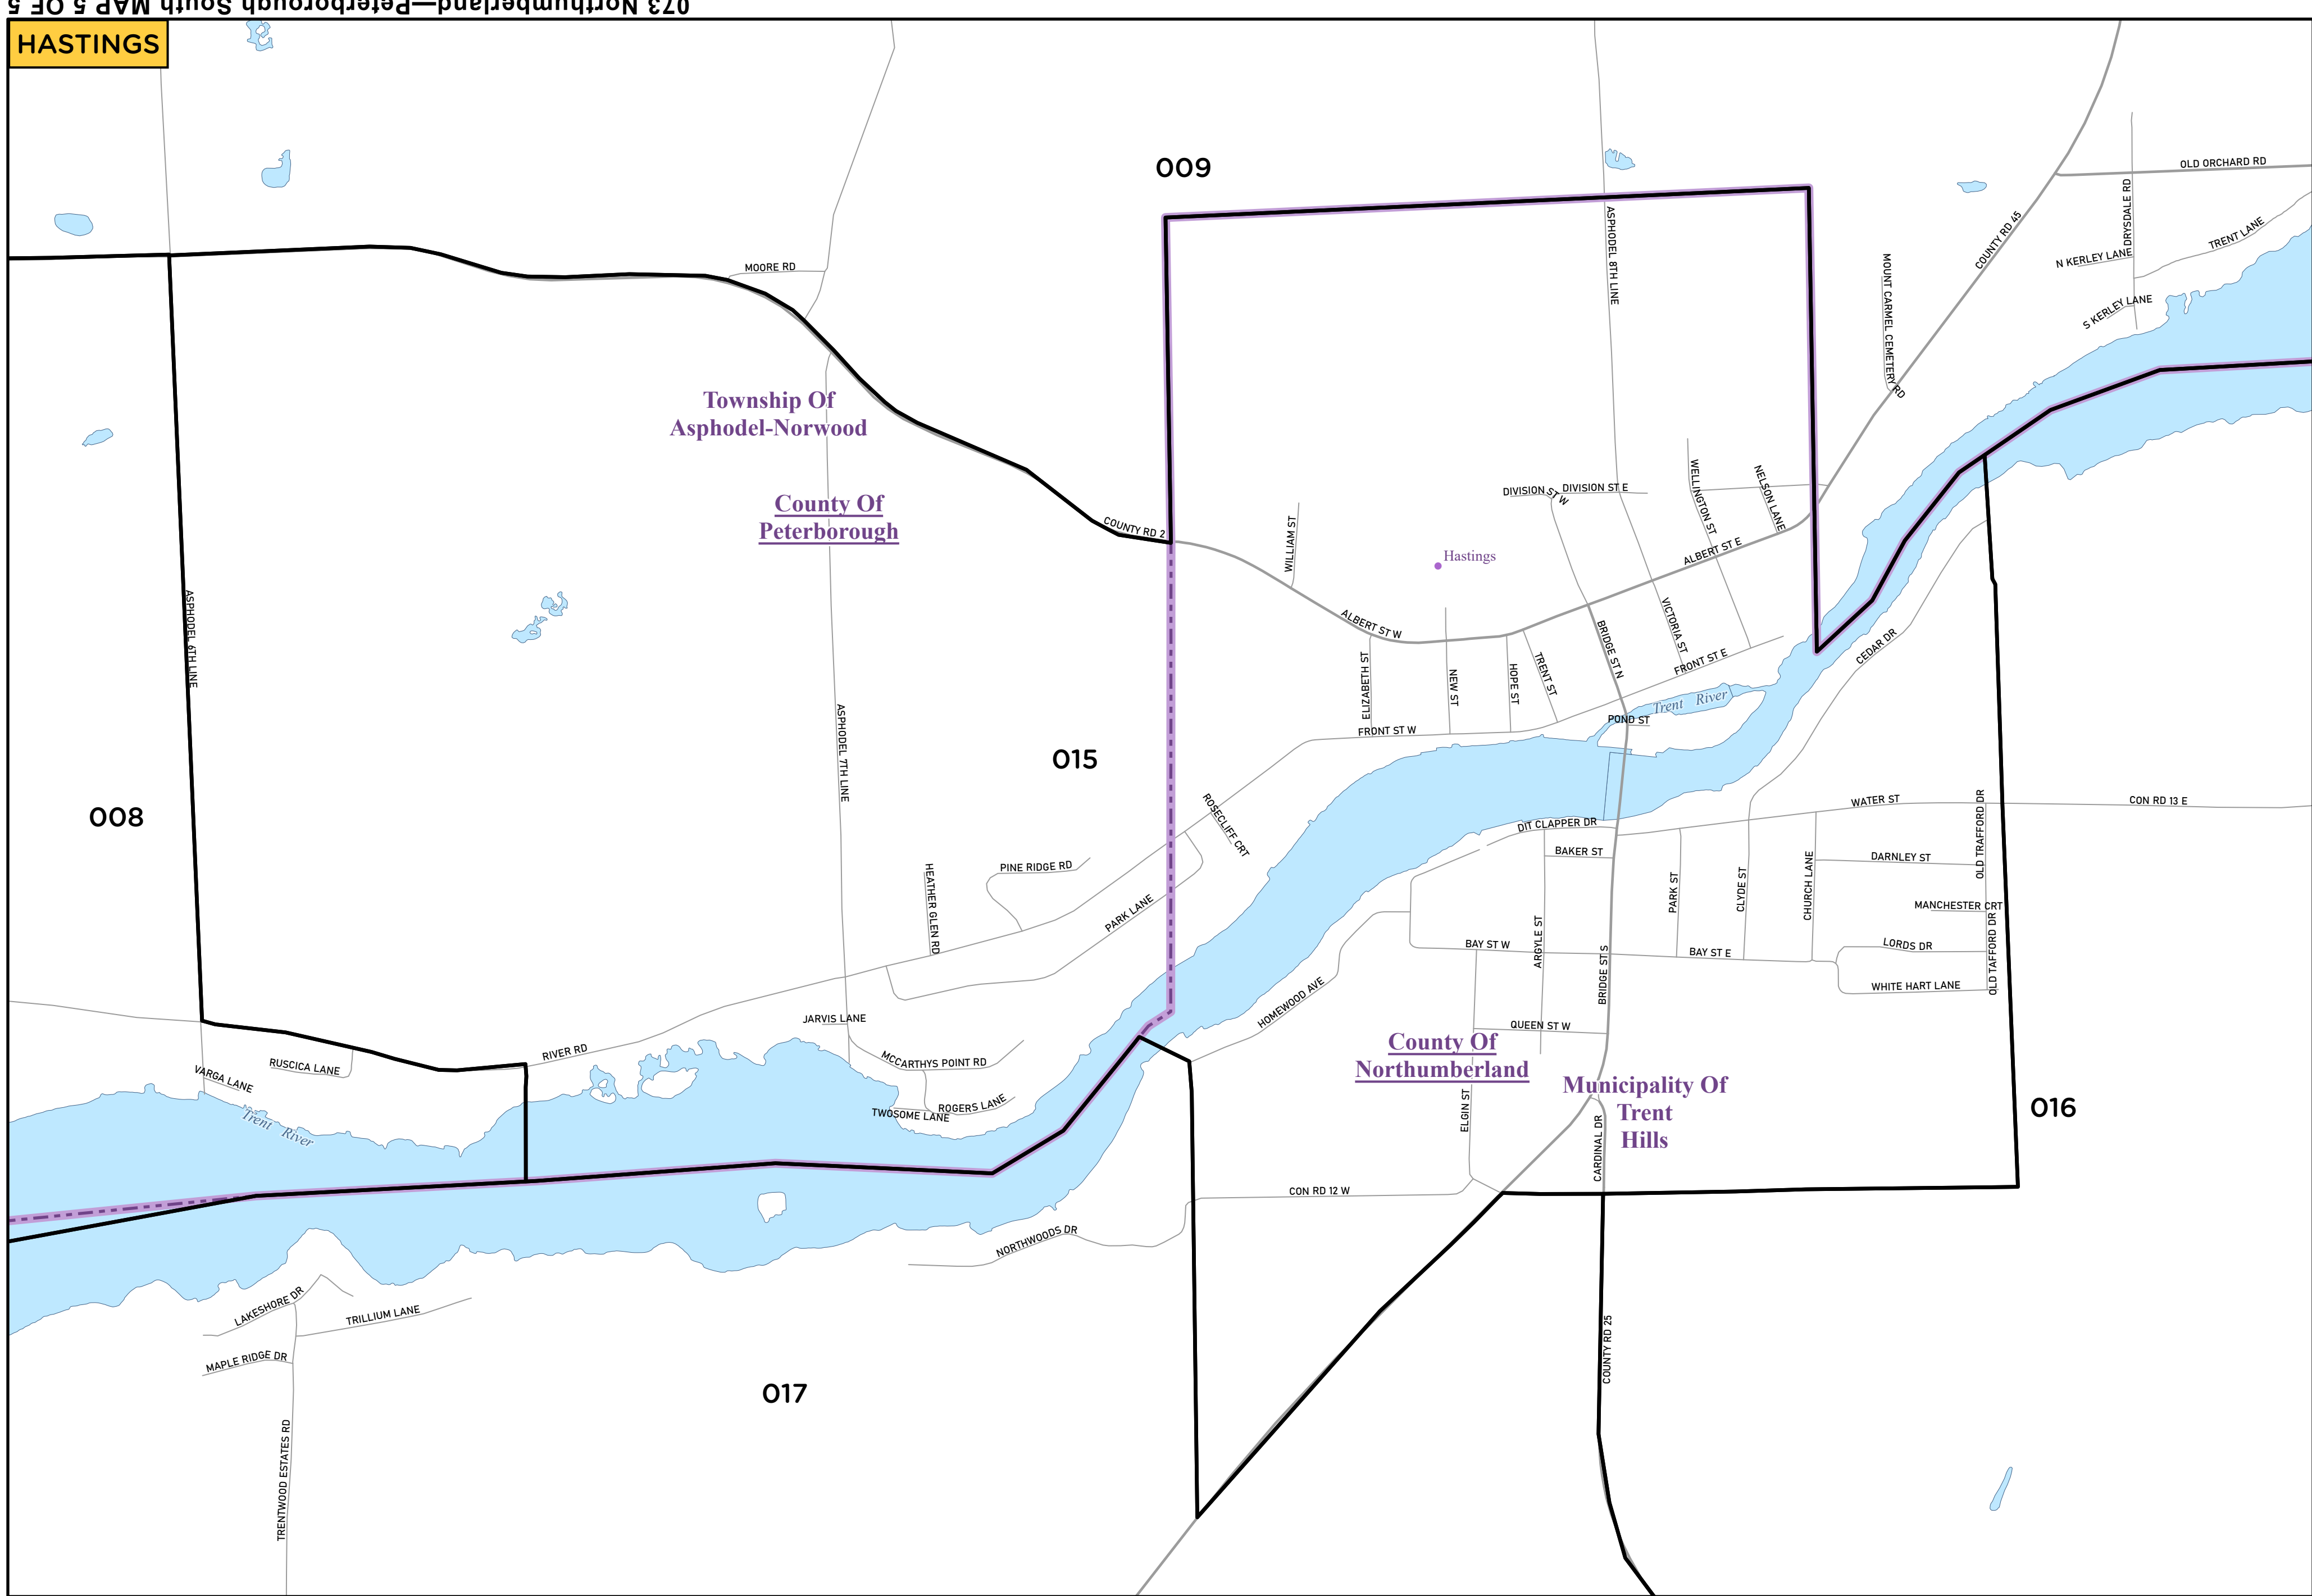 073 Northumberland—Peterborough South MAP 5 OF 5
HASTINGS
009
OLD ORCHARD RD
DRYSDALE RD
TRENT LANE
N KERLEY LANE
S KERLEY LANE
COUNTY RD 45
MOUNT CARMEL CEMETERY RD
ASPHODEL 8TH LINE
MOORE RD
Township Of
Asphodel-Norwood
County Of
Peterborough
COUNTY RD 2
WILLIAM ST
DIVISION ST W
DIVISION ST E
WELLINGTON ST
NELSON LANE
Hastings
ALBERT ST E
ALBERT ST W
ASPHODEL 6TH LINE
ASPHODEL 7TH LINE
ELIZABETH ST
NEW ST
HOPE ST
TRENT ST
BRIDGE ST N
VICTORIA ST
FRONT ST E
CEDAR DR
Trent River
POND ST
FRONT ST W
015
008
ROSECLIFF CRT
PINE RIDGE RD
HEATHER GLEN RD
PARK LANE
DIT CLAPPER DR
BAKER ST
WATER ST
CON RD 13 E
OLD TRAFFORD DR
DARNLEY ST
PARK ST
CLYDE ST
CHURCH LANE
MANCHESTER CRT
OLD TAFFORD DR
LORDS DR
WHITE HART LANE
BAY ST W
BAY ST E
ARGYLE ST
BRIDGE ST S
HOMEWOOD AVE
QUEEN ST W
JARVIS LANE
RIVER RD
MCCARTHYS POINT RD
ROGERS LANE
TWOSOME LANE
RUSCICA LANE
VARGA LANE
Trent River
County Of
Northumberland
Municipality Of
Trent
Hills
016
ELGIN ST
CARDINAL DR
CON RD 12 W
NORTHWOODS DR
LAKESHORE DR
TRILLIUM LANE
MAPLE RIDGE DR
TRENTWOOD ESTATES RD
017
COUNTY RD 25